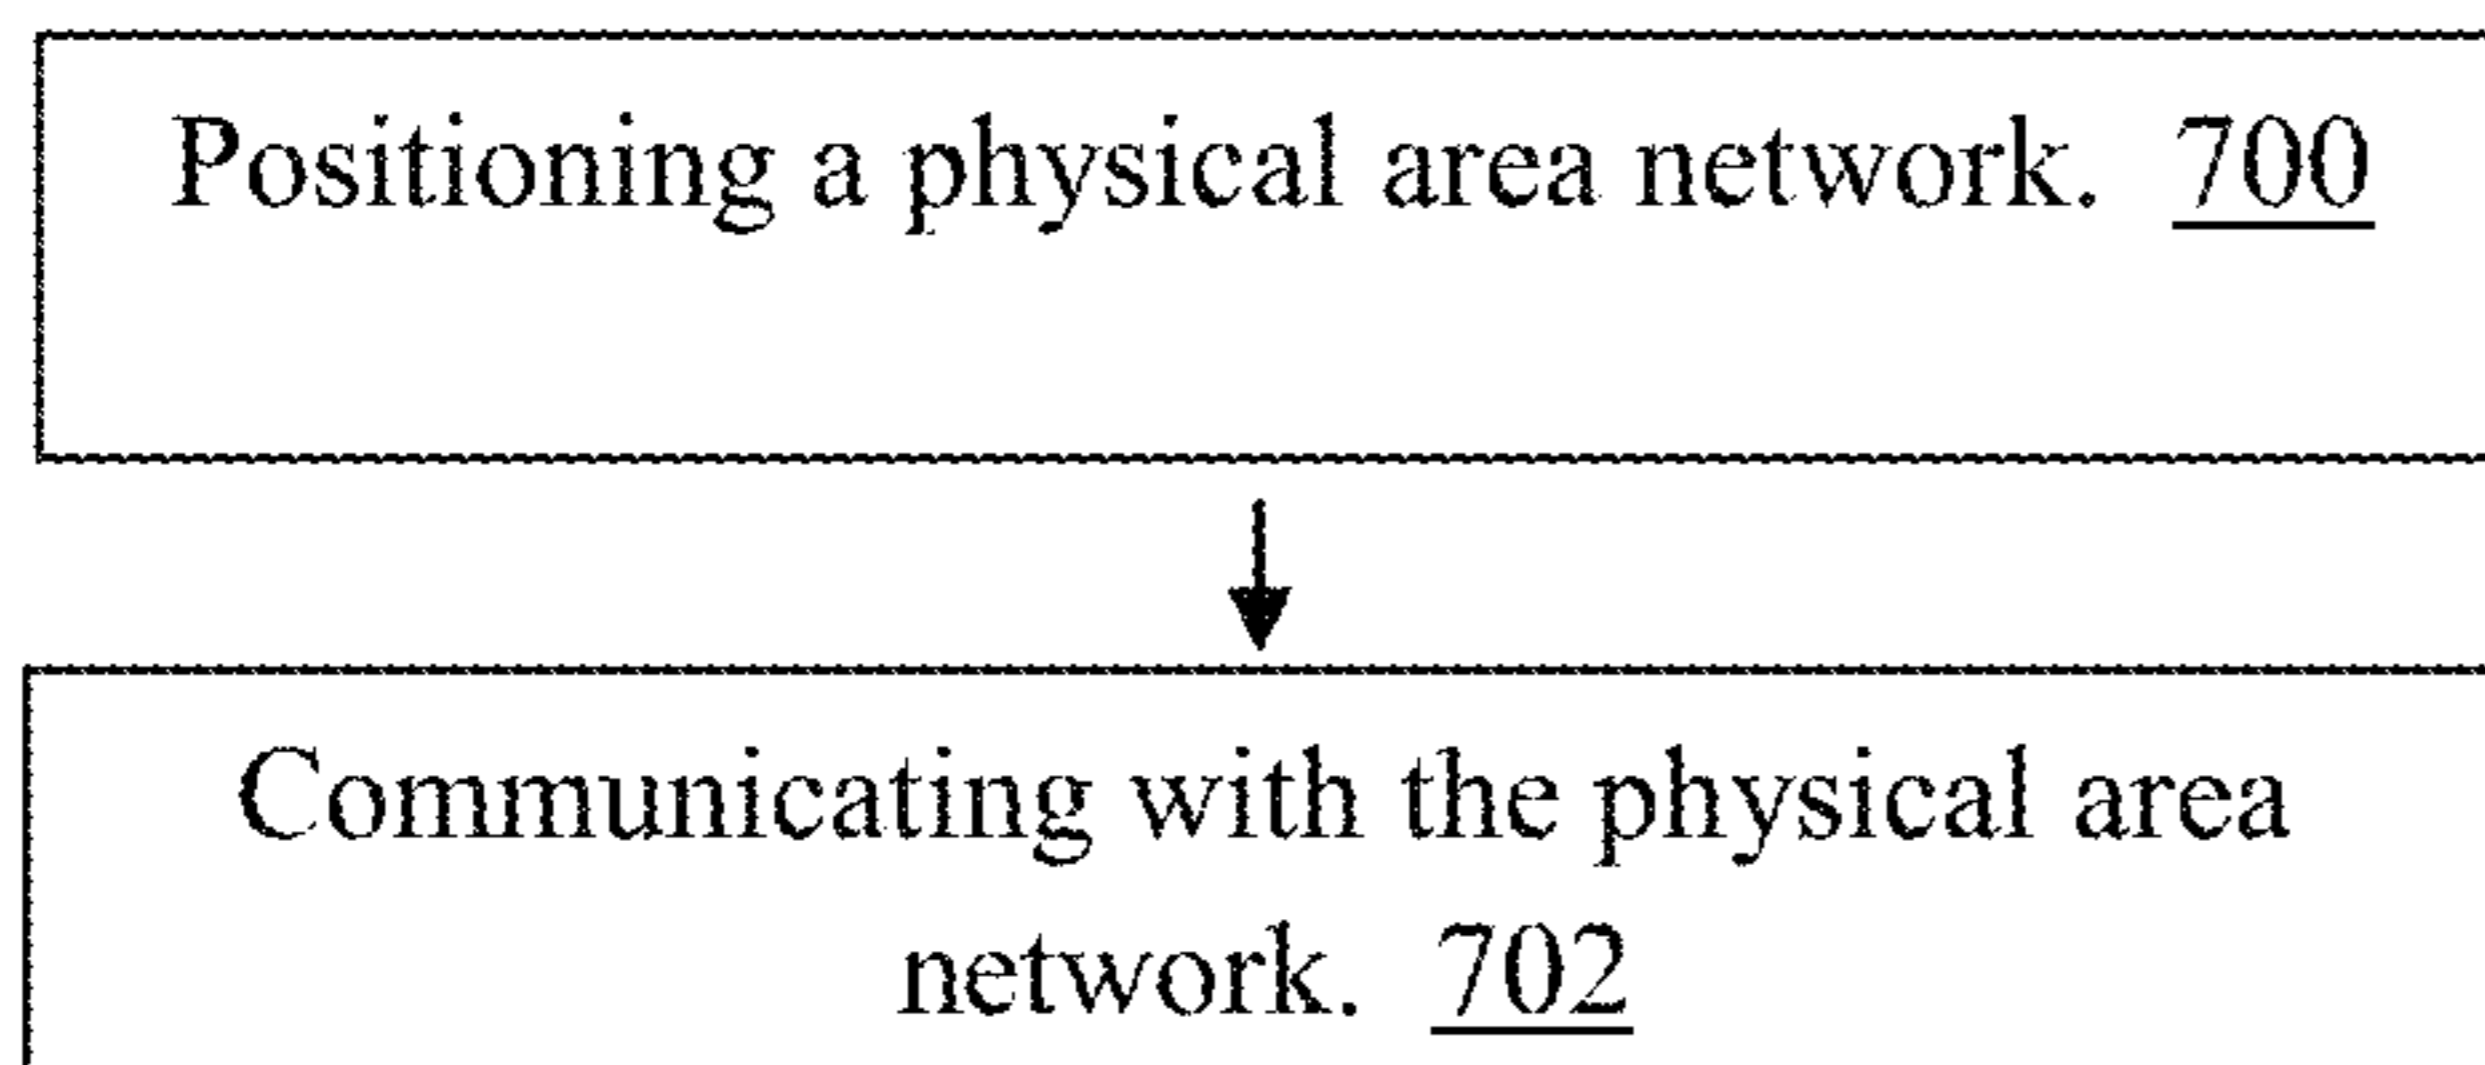 Positioning a physical area network. 700
Communicating with the physical area
network. 702